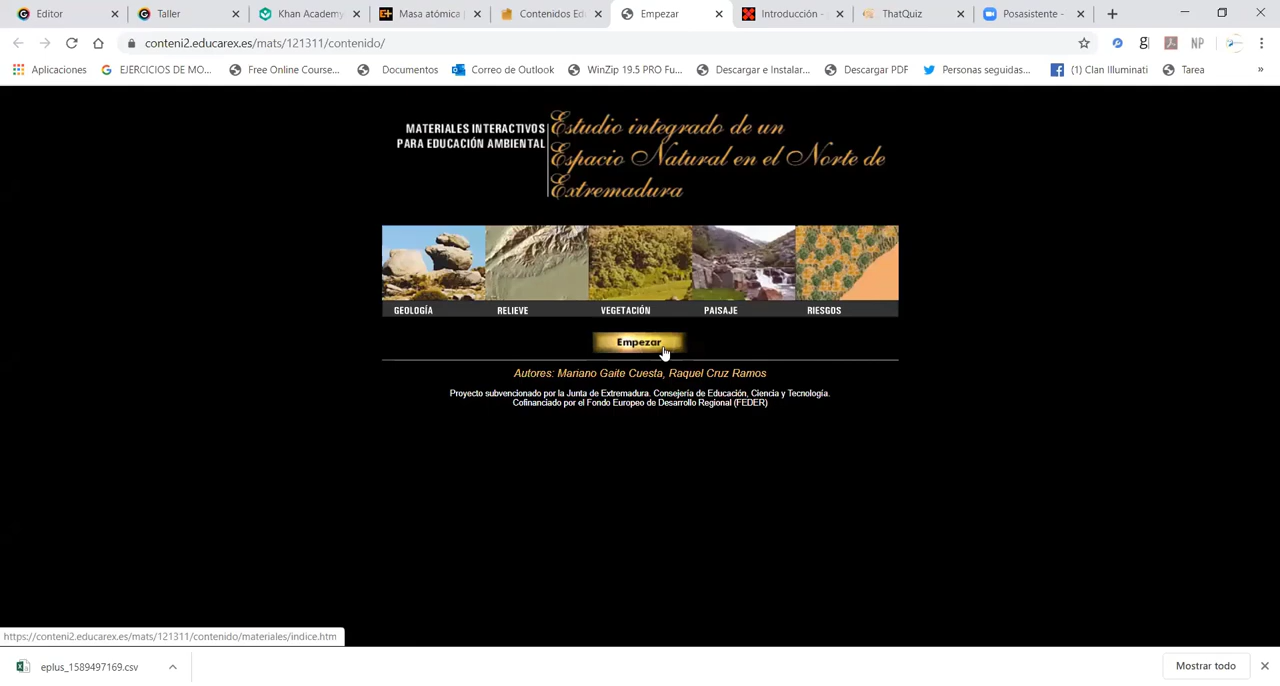 Editor
Taller
Khan Academy
Masa atómica
Contenidos Ed
Empezar
Introducción -
ThatQuiz
Posasistente -
conteni2.educarex.es/mats/121311/contenido/
Aplicaciones
EJERCICIOS DE MO...
Free Online Course...
Documentos
Correo de Outlook
WinZip 19.5 PRO Fu...
Descargar e Instalar...
Descargar PDF
Personas seguidas...
(1) Clan Illuminati
Tarea
»
MATERIALES INTERACTIVOS
PARA EDUCACIÓN AMBIENTAL
Estudio integrado de un
Espacio Natural en el Norte de
Extremadura
GEOLOGÍA
RELIEVE
VEGETACIÓN
PAISAJE
RIESGOS
Empezar
Autores: Mariano Gaite Cuesta, Raquel Cruz Ramos
Proyecto subvencionado por la Junta de Extremadura. Consejería de Educación, Ciencia y Tecnología.
Cofinanciado por el Fondo Europeo de Desarrollo Regional (FEDER)
https://conteni2.educarex.es/mats/121311/contenido/materiales/indice.htm
eplus_1589497169.csv
Mostrar todo